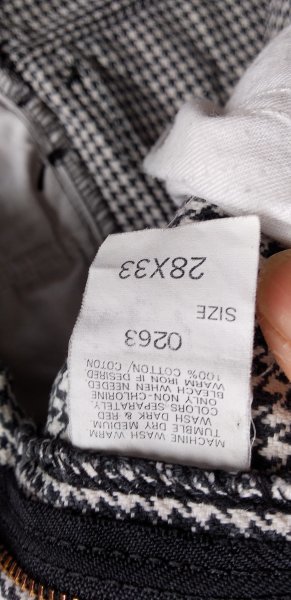 MACHINE WASH WARM
TUMBLE DRY MEDIUM
WASH DARK & RED
COLORS SEPARATELY.
ONLY NON-CHLORINE
BLEACH WHEN NEEDED.
WARM IRON IF DESIRED
100% COTTON/COTON
0263
SIZE
28X33